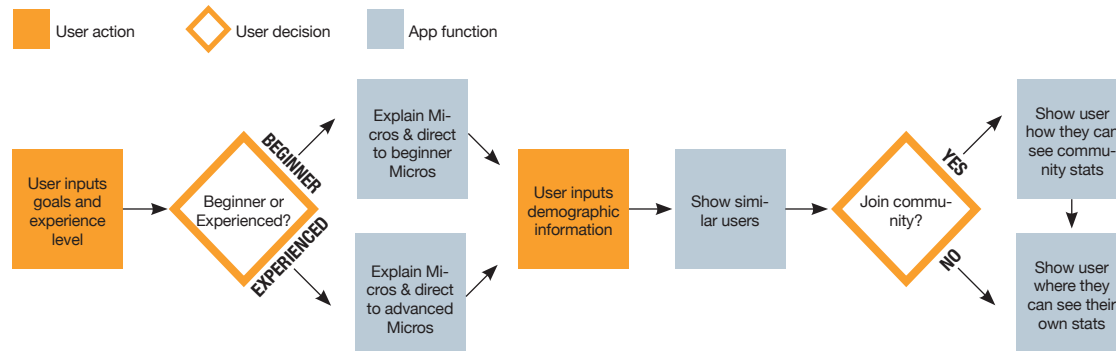 User action
User decision
App function
User inputs
goals and
experience
level
Beginner or
Experienced?
BEGINNER
EXPERIENCED
Explain Mi-
cros & direct
to beginner
Micros
Explain Mi-
cros & direct
to advanced
Micros
User inputs
demographic
information
Show simi-
lar users
Join commu-
nity?
YES
NO
Show user
how they can
see commu-
nity stats
Show user
where they
can see their
own stats